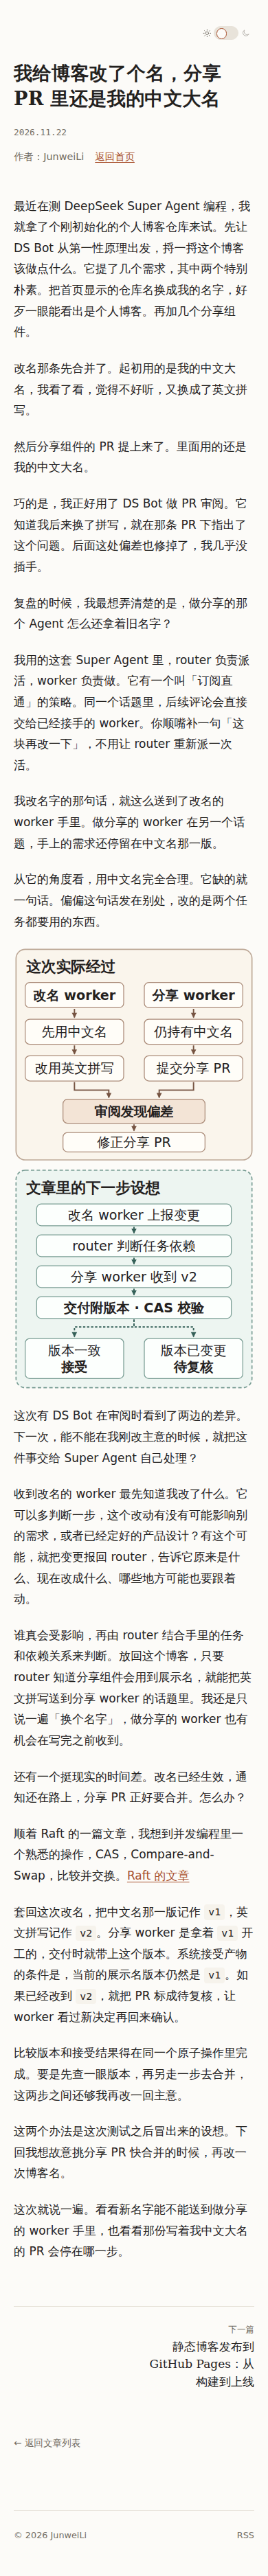 我给博客改了个名，分享
PR 里还是我的中文大名
2026.11.22
作者：JunweiLi 返回首页
最近在测 DeepSeek Super Agent 编程，我
就拿了个刚初始化的个人博客仓库来试。先让
DS Bot 从第一性原理出发，捋一捋这个博客
该做点什么。它提了几个需求，其中两个特别
朴素。把首页显示的仓库名换成我的名字，好
歹一眼能看出是个人博客。再加几个分享组
件。
改名那条先合并了。起初用的是我的中文大
名，我看了看，觉得不好听，又换成了英文拼
写。
然后分享组件的 PR 提上来了。里面用的还是
我的中文大名。
巧的是，我正好用了 DS Bot 做 PR 审阅。它
知道我后来换了拼写，就在那条 PR 下指出了
这个问题。后面这处偏差也修掉了，我几乎没
插手。
复盘的时候，我最想弄清楚的是，做分享的那
个 Agent 怎么还拿着旧名字？
我用的这套 Super Agent 里，router 负责派
活，worker 负责做。它有一个叫「订阅直
通」的策略。同一个话题里，后续评论会直接
交给已经接手的 worker。你顺嘴补一句「这
块再改一下」，不用让 router 重新派一次
活。
我改名字的那句话，就这么送到了改名的
worker 手里。做分享的 worker 在另一个话
题，手上的需求还停留在中文名那一版。
从它的角度看，用中文名完全合理。它缺的就
一句话。偏偏这句话发在别处，改的是两个任
务都要用的东西。
这次实际经过
改名 worker 分享 worker
先用中文名 仍持有中文名
改用英文拼写 提交分享 PR
审阅发现偏差
修正分享 PR
文章里的下一步设想
改名 worker 上报变更
router 判断任务依赖
分享 worker 收到 v2
交付附版本 · CAS 校验
版本一致 版本已变更
接受 待复核
这次有 DS Bot 在审阅时看到了两边的差异。
下一次，能不能在我刚改主意的时候，就把这
件事交给 Super Agent 自己处理？
收到改名的 worker 最先知道我改了什么。它
可以多判断一步，这个改动有没有可能影响别
的需求，或者已经定好的产品设计？有这个可
能，就把变更报回 router，告诉它原来是什
么、现在改成什么、哪些地方可能也要跟着
动。
谁真会受影响，再由 router 结合手里的任务
和依赖关系来判断。放回这个博客，只要
router 知道分享组件会用到展示名，就能把英
文拼写送到分享 worker 的话题里。我还是只
说一遍「换个名字」，做分享的 worker 也有
机会在写完之前收到。
还有一个挺现实的时间差。改名已经生效，通
知还在路上，分享 PR 正好要合并。怎么办？
顺着 Raft 的一篇文章，我想到并发编程里一
个熟悉的操作，CAS，Compare-and-
Swap，比较并交换。Raft 的文章
套回这次改名，把中文名那一版记作 v1，英
文拼写记作 v2。分享 worker 是拿着 v1 开
工的，交付时就带上这个版本。系统接受产物
的条件是，当前的展示名版本仍然是 v1。如
果已经改到 v2，就把 PR 标成待复核，让
worker 看过新决定再回来确认。
比较版本和接受结果得在同一个原子操作里完
成。要是先查一眼版本，再另走一步去合并，
这两步之间还够我再改一回主意。
这两个办法是这次测试之后冒出来的设想。下
回我想故意挑分享 PR 快合并的时候，再改一
次博客名。
这次就说一遍。看看新名字能不能送到做分享
的 worker 手里，也看看那份写着我中文大名
的 PR 会停在哪一步。
下一篇
静态博客发布到
GitHub Pages：从
构建到上线
← 返回文章列表
© 2026 JunweiLi RSS